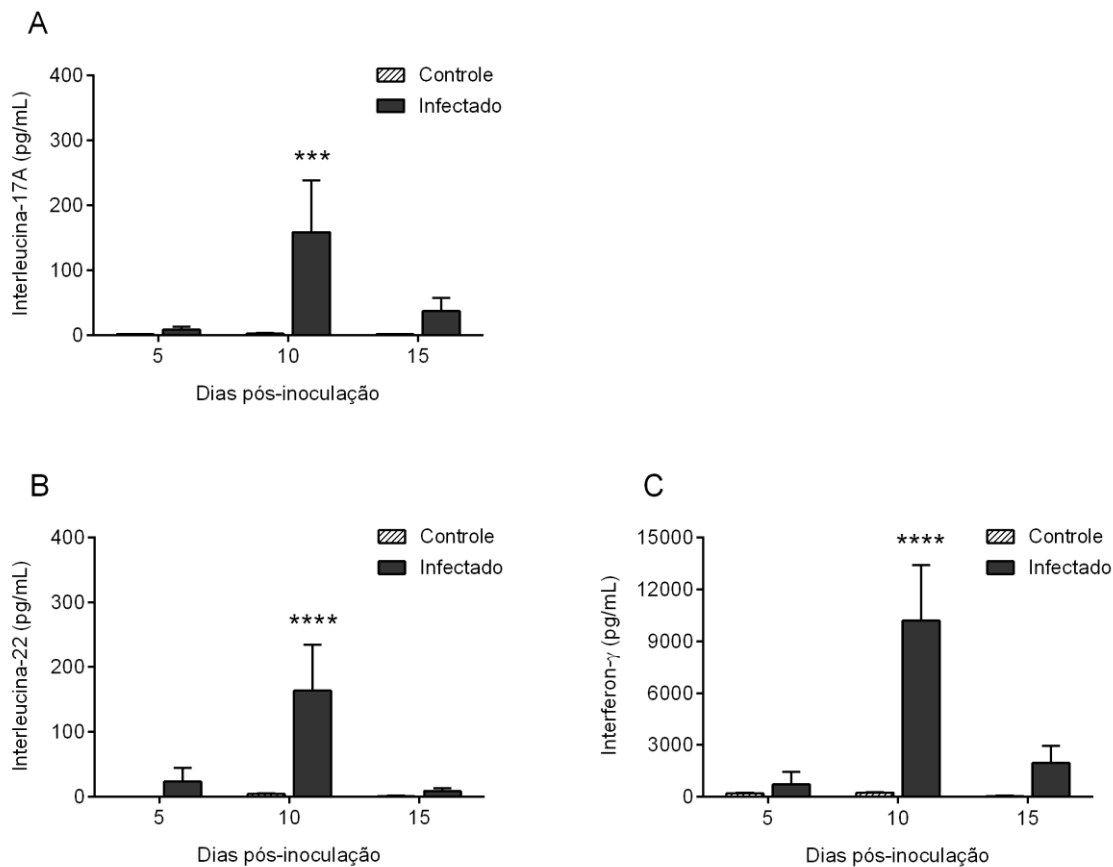 A
Interleucina-17A (pg/mL)
400
300
200
100
0
Controle
Infectado
***
5 10 15
Dias pós-inoculação
B
Interleucina-22 (pg/mL)
400
300
200
100
0
Controle
Infectado
****
5 10 15
Dias pós-inoculação
C
Interferon-γ (pg/mL)
15000
12000
9000
6000
3000
0
Controle
Infectado
****
5 10 15
Dias pós-inoculação